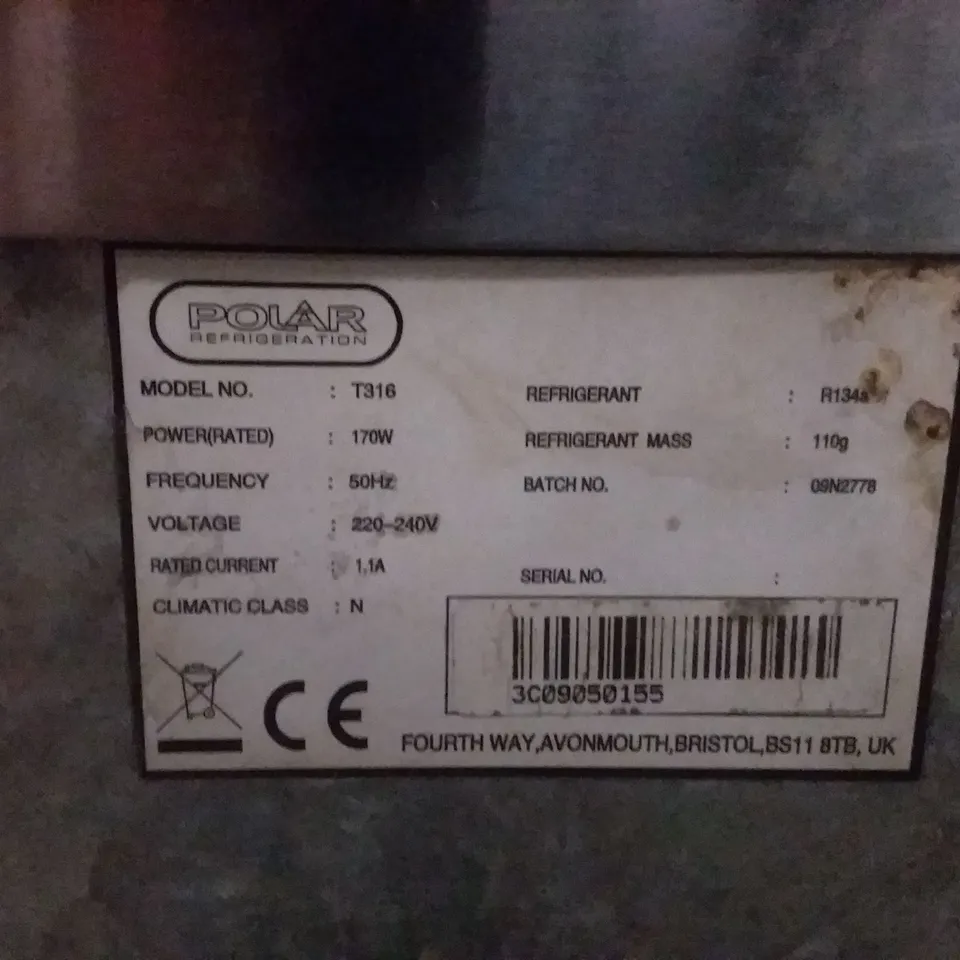 POLAR
REFRIGERATION
MODEL NO. : T316
POWER(RATED) : 170W
FREQUENCY : 50Hz
VOLTAGE : 220-240V
RATED CURRENT : 1,1A
CLIMATIC CLASS : N
REFRIGERANT : R134a
REFRIGERANT MASS : 110g
BATCH NO. : 09N2778
SERIAL NO. :
3C09050155
CE
FOURTH WAY,AVONMOUTH,BRISTOL,BS11 8TB, UK